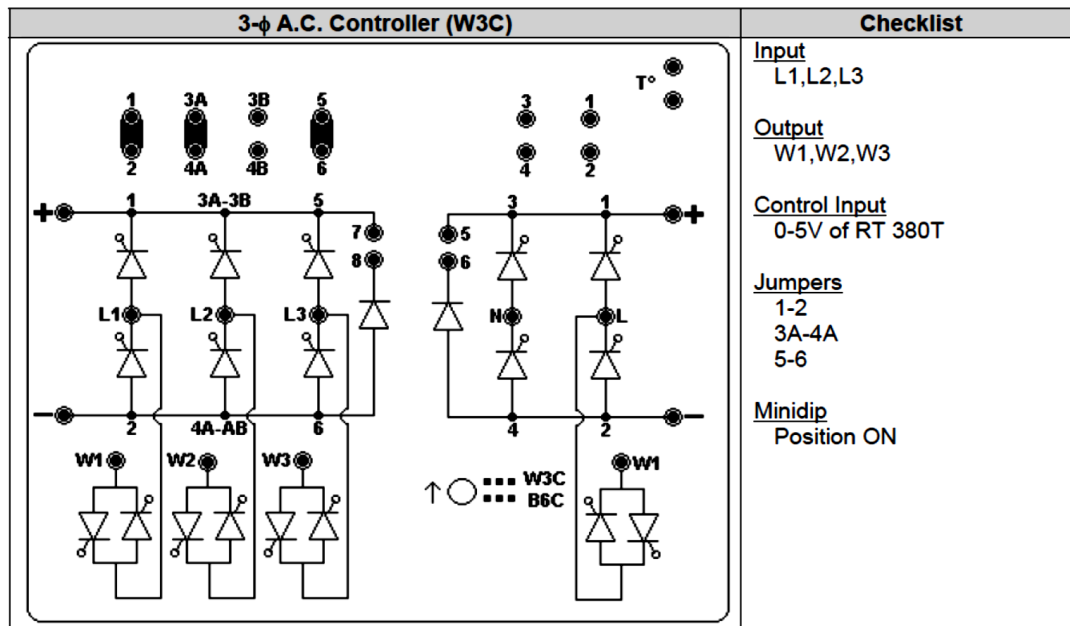 3-ϕ A.C. Controller (W3C)
Checklist
T°
1 3A 3B 5
3 1
2 4A 4B 6
4 2
1 3A-3B 5
3 1
+
+
7
5
8
6
L1 L2 L3
N L
−
−
2 4A-AB 6
4 2
W1 W2 W3
W1
↑ W3C
B6C
Input
L1,L2,L3
Output
W1,W2,W3
Control Input
0-5V of RT 380T
Jumpers
1-2
3A-4A
5-6
Minidip
Position ON